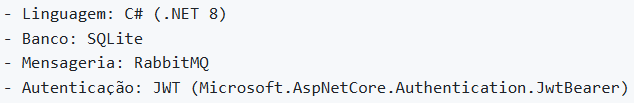 - Linguagem: C# (.NET 8)
- Banco: SQLite
- Mensageria: RabbitMQ
- Autenticação: JWT (Microsoft.AspNetCore.Authentication.JwtBearer)